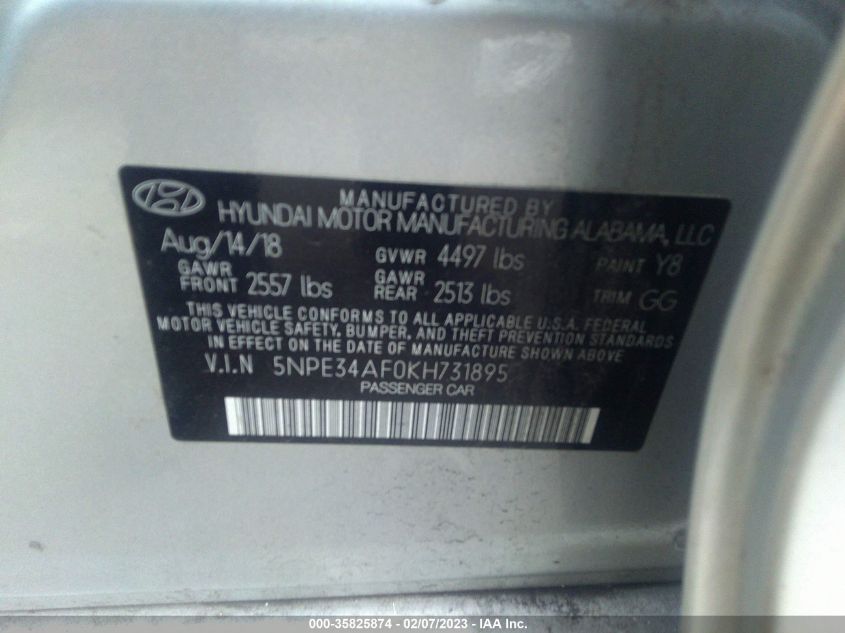 MANUFACTURED BY
HYUNDAI MOTOR MANUFACTURING ALABAMA, LLC
Aug/14/18 GVWR 4497 lbs PAINT Y8
GAWR FRONT 2557 lbs GAWR REAR 2513 lbs TRIM GG
THIS VEHICLE CONFORMS TO ALL APPLICABLE U.S.A. FEDERAL
MOTOR VEHICLE SAFETY, BUMPER, AND THEFT PREVENTION STANDARDS
IN EFFECT ON THE DATE OF MANUFACTURE SHOWN ABOVE
V.I.N 5NPE34AF0KH731895
PASSENGER CAR
000-35825874 - 02/07/2023 - IAA Inc.